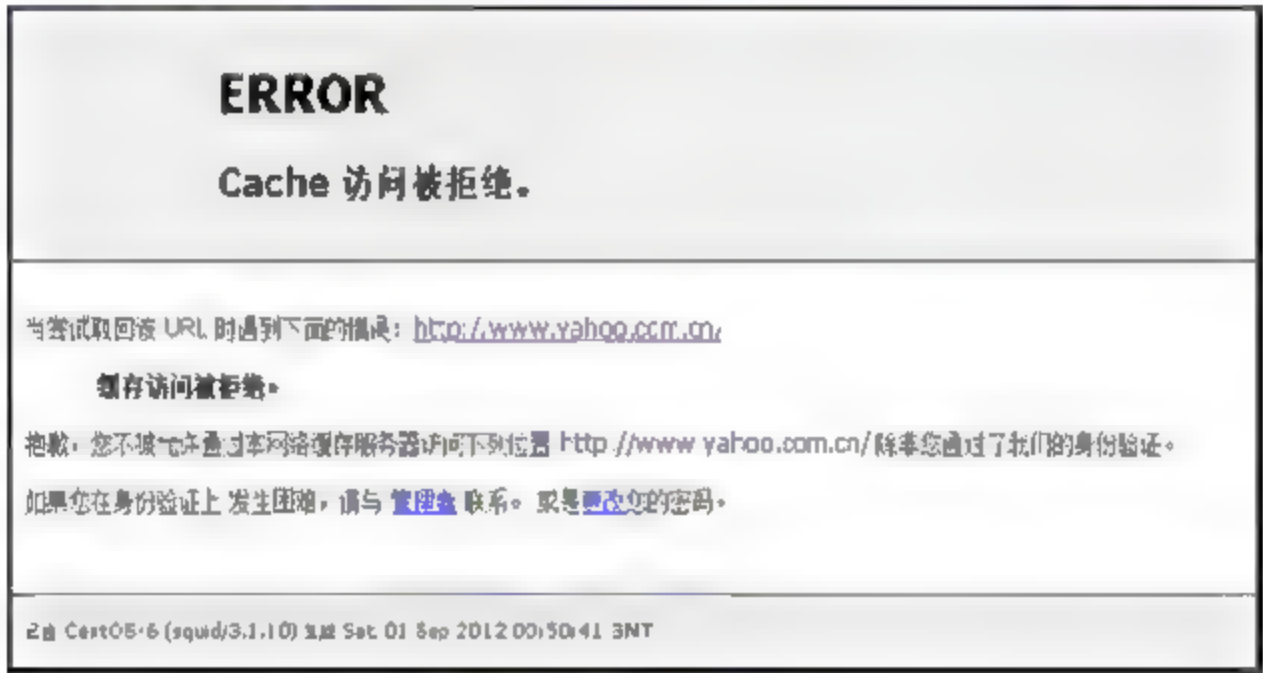 ERROR
Cache 访问被拒绝。
当尝试取回该 URL 时遇到下面的错误: http://www.yahoo.com.cn/
缓存访问被拒绝。
抱歉，您不被允许通过本网络缓存服务器访问下列位置 http://www.yahoo.com.cn/ 除非您通过了我们的身份验证。
如果您在身份验证上 发生困难，请与 管理员 联系。或是更改您的密码。
已由 CentOS-6 (squid/3.1.10) 生成 Sat, 01 Sep 2012 00:50:41 GMT